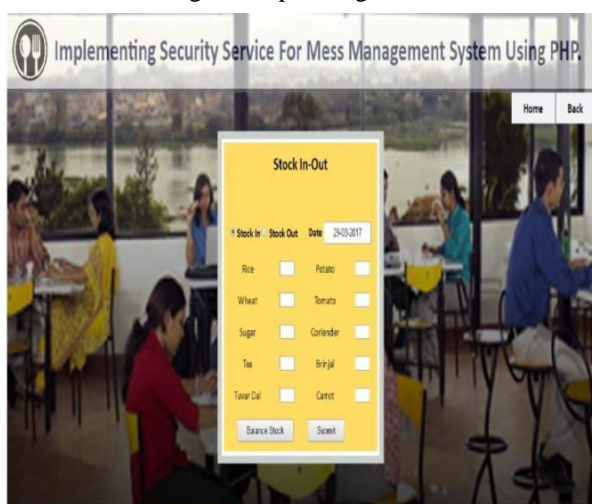 Implementing Security Service For Mess Management System Using PHP.
Home Back
Stock In-Out
Stock In Stock Out Date 29-03-2017
Rice Potato
Wheat Tomato
Sugar Coriender
Tea Brinjal
Tuvar Dal Carrot
Balance Stock Submit